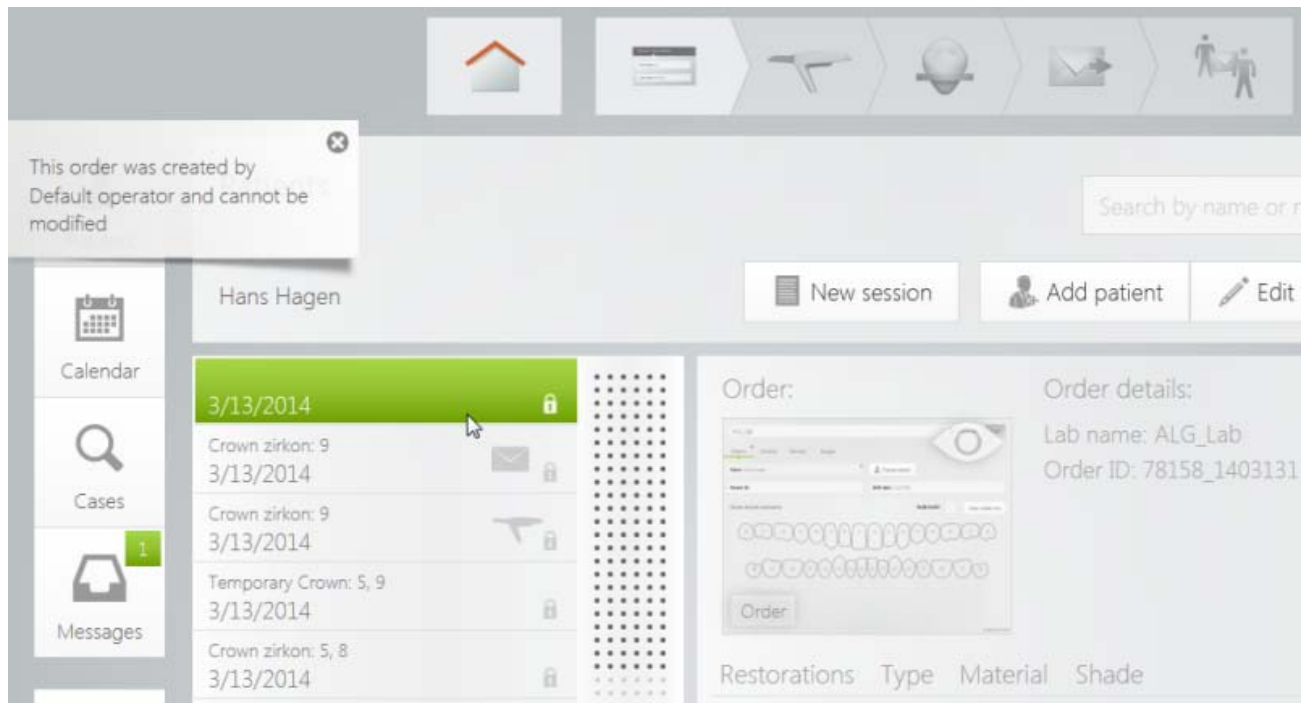 This order was created by
Default operator and cannot be
modified
Patients
Search by name or
Hans Hagen
New session
Add patient
Edit
Calendar
Cases
1
Messages
3/13/2014
Crown zirkon: 9
3/13/2014
Crown zirkon: 9
3/13/2014
Temporary Crown: 5, 9
3/13/2014
Crown zirkon: 5, 8
3/13/2014
Order:
Order
Order details:
Lab name: ALG_Lab
Order ID: 78158_1403131
Restorations Type Material Shade